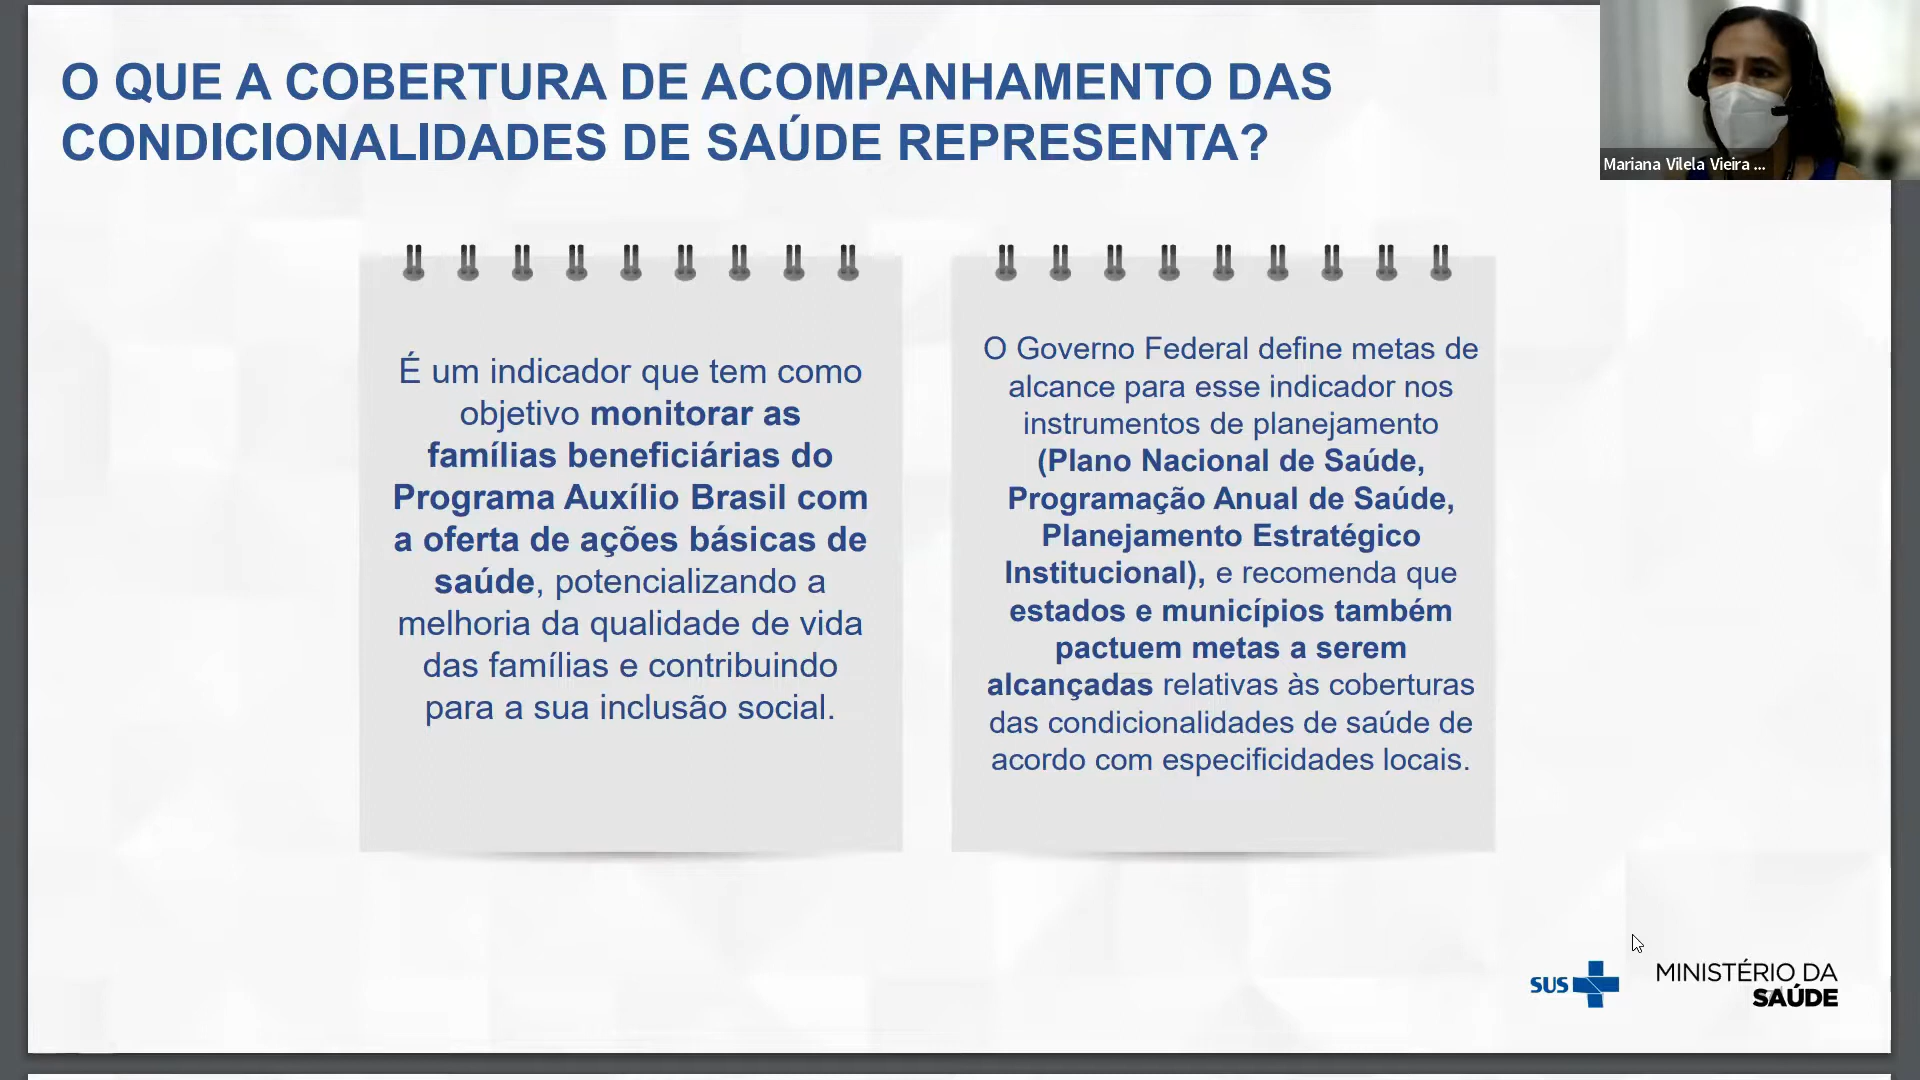 O QUE A COBERTURA DE ACOMPANHAMENTO DAS
CONDICIONALIDADES DE SAÚDE REPRESENTA?
Mariana Vilela Vieira ...
É um indicador que tem como
objetivo monitorar as
famílias beneficiárias do
Programa Auxílio Brasil com
a oferta de ações básicas de
saúde, potencializando a
melhoria da qualidade de vida
das famílias e contribuindo
para a sua inclusão social.
O Governo Federal define metas de
alcance para esse indicador nos
instrumentos de planejamento
(Plano Nacional de Saúde,
Programação Anual de Saúde,
Planejamento Estratégico
Institucional), e recomenda que
estados e municípios também
pactuem metas a serem
alcançadas relativas às coberturas
das condicionalidades de saúde de
acordo com especificidades locais.
SUS
MINISTÉRIO DA
SAÚDE